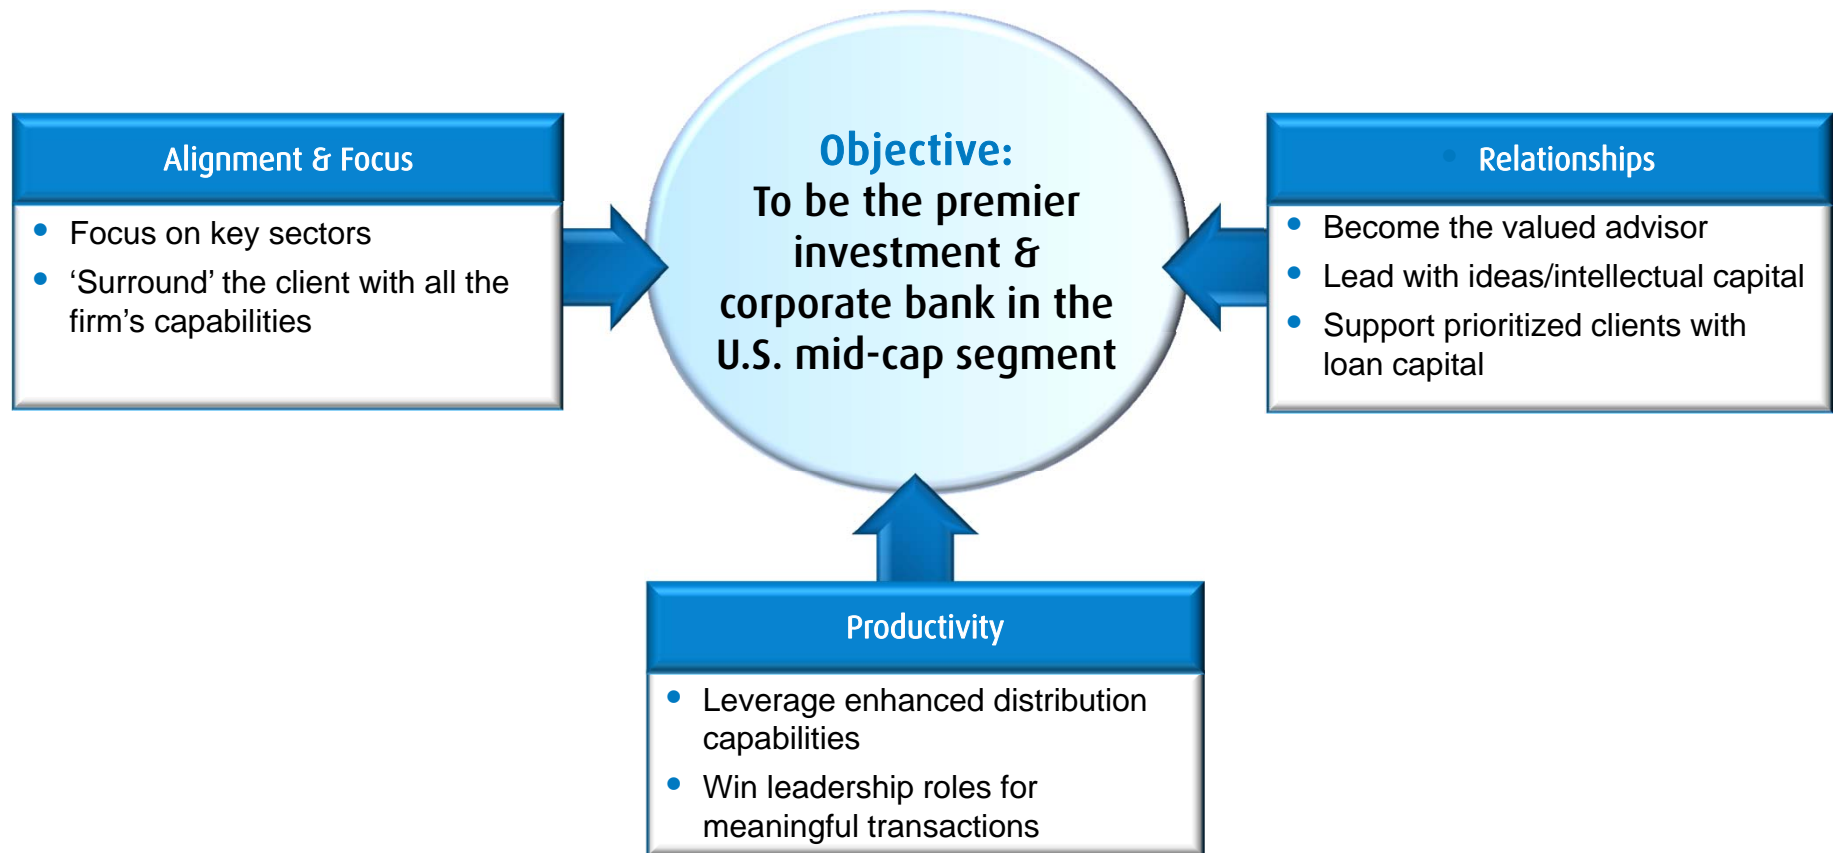 Objective:
To be the premier
investment &
corporate bank in the
U.S. mid-cap segment
Alignment & Focus
• Focus on key sectors
• ‘Surround’ the client with all the
firm’s capabilities
• Relationships
• Become the valued advisor
• Lead with ideas/intellectual capital
• Support prioritized clients with
loan capital
Productivity
• Leverage enhanced distribution
capabilities
• Win leadership roles for
meaningful transactions